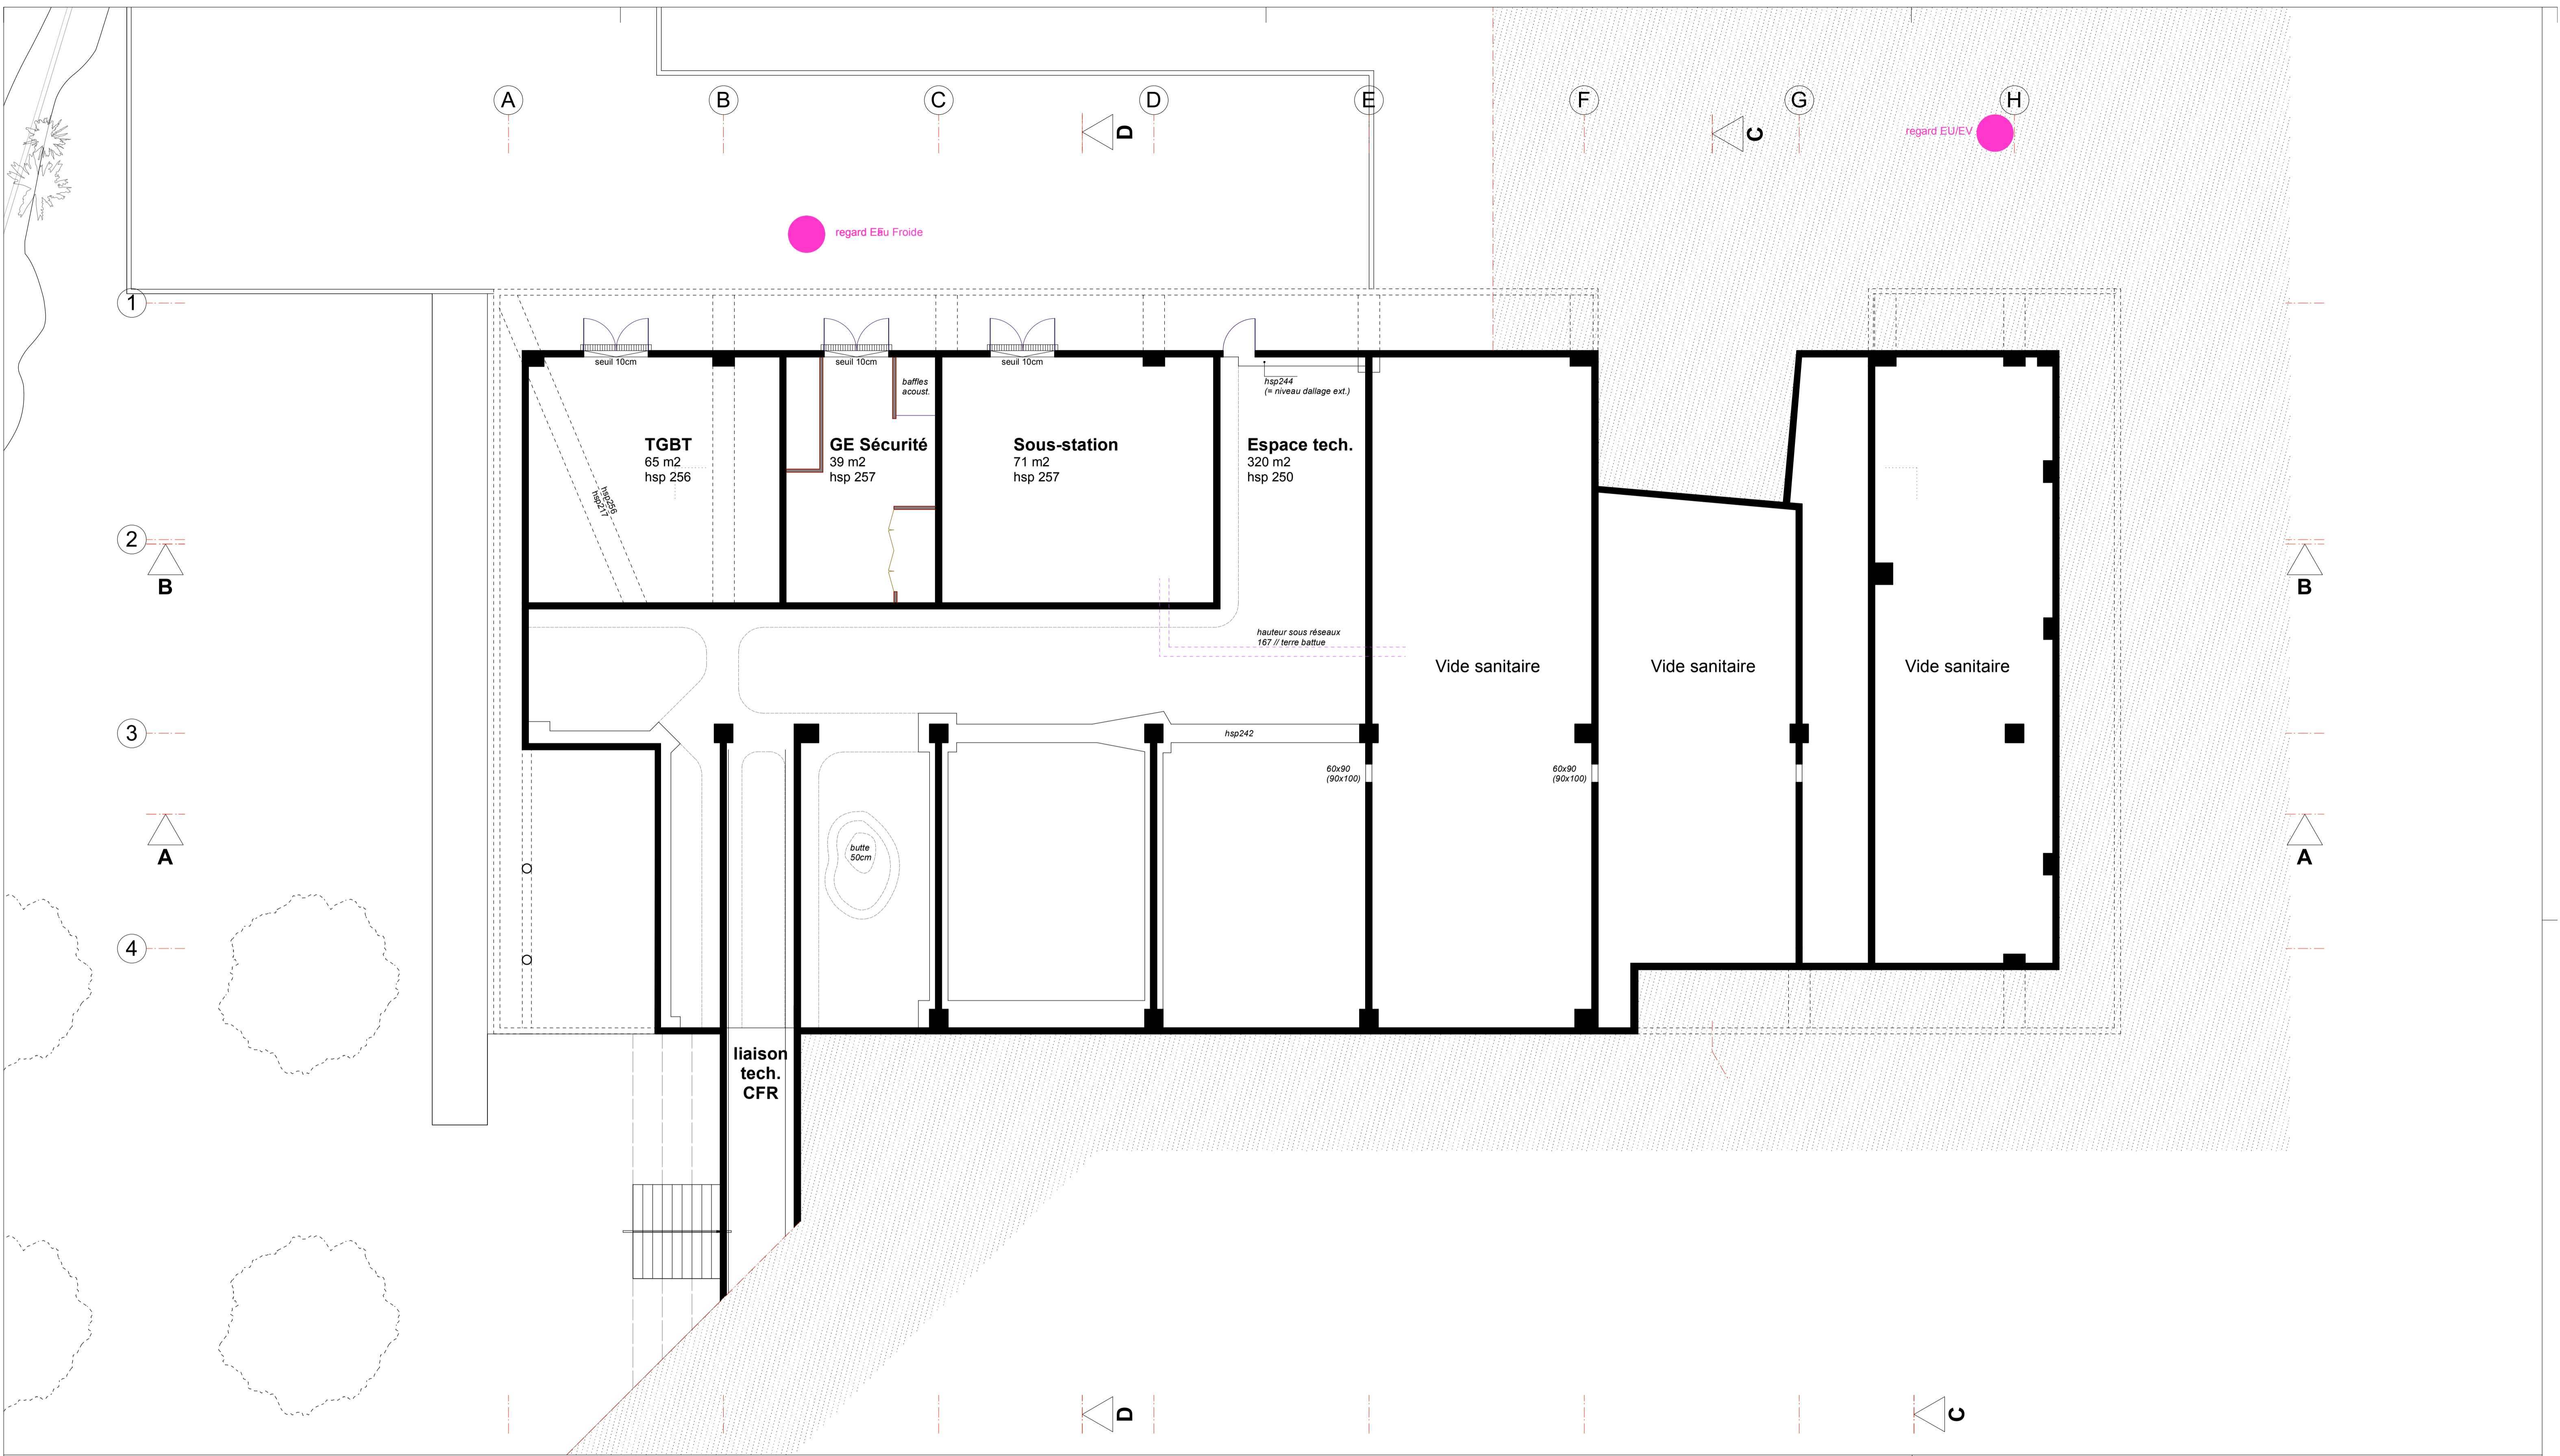 A B C D E F G H
D
C
regard EU/EV
regard Eau Froide
1
seuil 10cm
seuil 10cm
seuil 10cm
baffles
acoust.
hsp244
(= niveau dallage ext.)
TGBT
65 m2
hsp 256
GE Sécurité
39 m2
hsp 257
Sous-station
71 m2
hsp 257
Espace tech.
320 m2
hsp 250
hsp256
hsp217
2
B
B
hauteur sous réseaux
167 // terre battue
Vide sanitaire
Vide sanitaire
Vide sanitaire
3
hsp242
60x90
(90x100)
60x90
(90x100)
A
A
butte
50cm
4
liaison
tech.
CFR
D
C